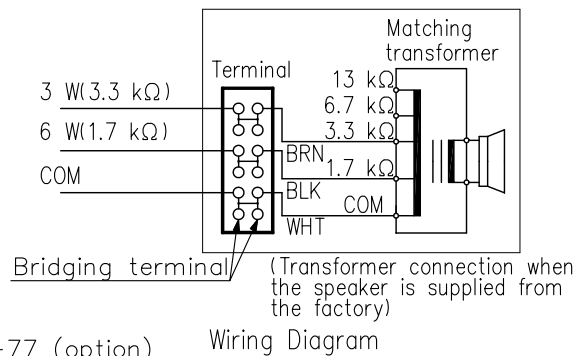 Matching
transformer
Terminal
13 kΩ
3 W(3.3 kΩ)
6.7 kΩ
6 W(1.7 kΩ)
3.3 kΩ
BRN
1.7 kΩ
COM
BLK
COM
WHT
Bridging terminal
(Transformer connection when
the speaker is supplied from
the factory)
-77 (option)
Wiring Diagram